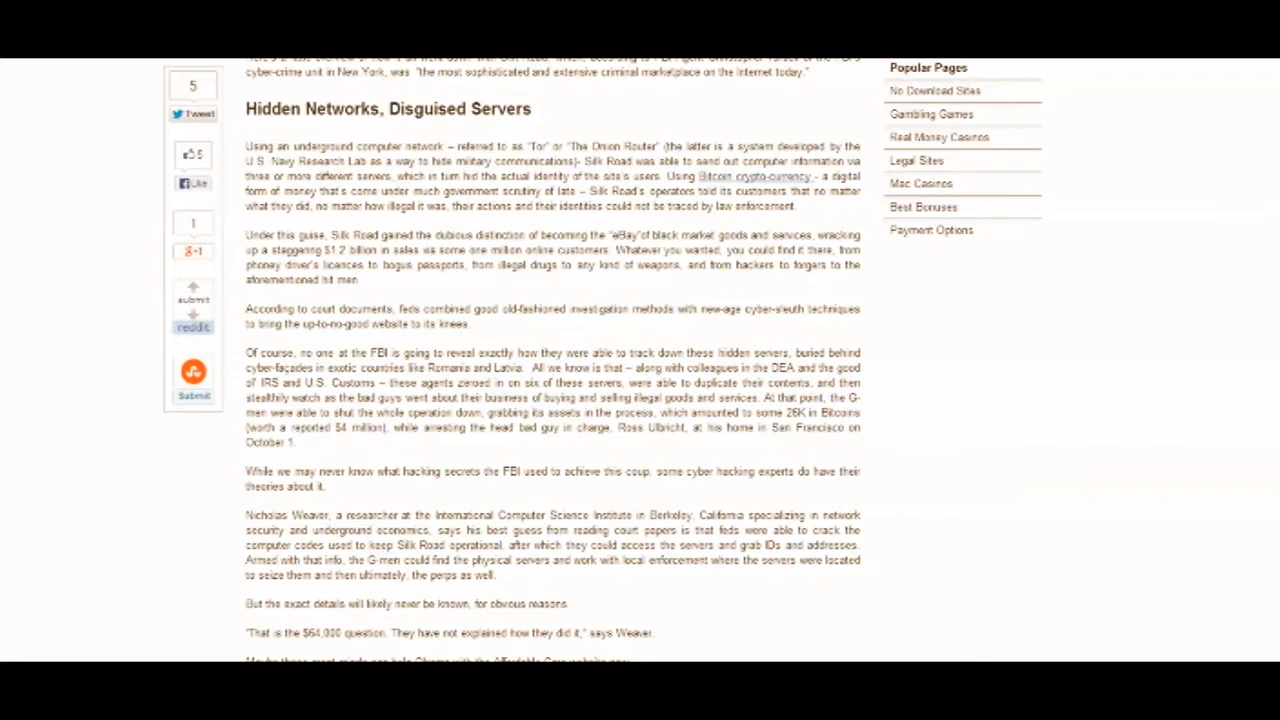 cyber-crime unit in New York, was "the most sophisticated and extensive criminal marketplace on the Internet today."
Hidden Networks, Disguised Servers
Using an underground computer network – referred to as "Tor" or "The Onion Router" (the latter is a system developed by the
U.S. Navy Research Lab as a way to hide military communications)- Silk Road was able to send out computer information via
three or more different servers, which in turn hid the actual identity of the site's users. Using Bitcoin crypto-currency - a digital
form of money that's come under much government scrutiny of late – Silk Road's operators told its customers that no matter
what they did, no matter how illegal it was, their actions and their identities could not be traced by law enforcement.
Under this guise, Silk Road gained the dubious distinction of becoming the "eBay"of black market goods and services, wracking
up a staggering $1.2 billion in sales via some one million online customers. Whatever you wanted, you could find it there, from
phoney driver's licences to bogus passports, from illegal drugs to any kind of weapons, and from hackers to forgers to the
aforementioned hit men.
According to court documents, feds combined good old-fashioned investigation methods with new-age cyber-sleuth techniques
to bring the up-to-no-good website to its knees.
Of course, no one at the FBI is going to reveal exactly how they were able to track down these hidden servers, buried behind
cyber-façades in exotic countries like Romania and Latvia. All we know is that – along with colleagues in the DEA and the good
ol' IRS and U.S. Customs – these agents zeroed in on six of these servers, were able to duplicate their contents, and then
stealthily watch as the bad guys went about their business of buying and selling illegal goods and services. At that point, the G-
men were able to shut the whole operation down, grabbing its assets in the process, which amounted to some 26K in Bitcoins
(worth a reported $4 million), while arresting the head bad guy in charge, Ross Ulbricht, at his home in San Francisco on
October 1.
While we may never know what hacking secrets the FBI used to achieve this coup, some cyber hacking experts do have their
theories about it.
Nicholas Weaver, a researcher at the International Computer Science Institute in Berkeley, California specializing in network
security and underground economics, says his best guess from reading court papers is that feds were able to crack the
computer codes used to keep Silk Road operational, after which they could access the servers and grab IDs and addresses.
Armed with that info, the G-men could find the physical servers and work with local enforcement where the servers were located
to seize them and then ultimately, the perps as well.
But the exact details will likely never be known, for obvious reasons.
"That is the $64,000 question. They have not explained how they did it," says Weaver.
5
Tweet
5
Like
1
g+1
submit
reddit
Submit
Popular Pages
No Download Sites
Gambling Games
Real Money Casinos
Legal Sites
Mac Casinos
Best Bonuses
Payment Options